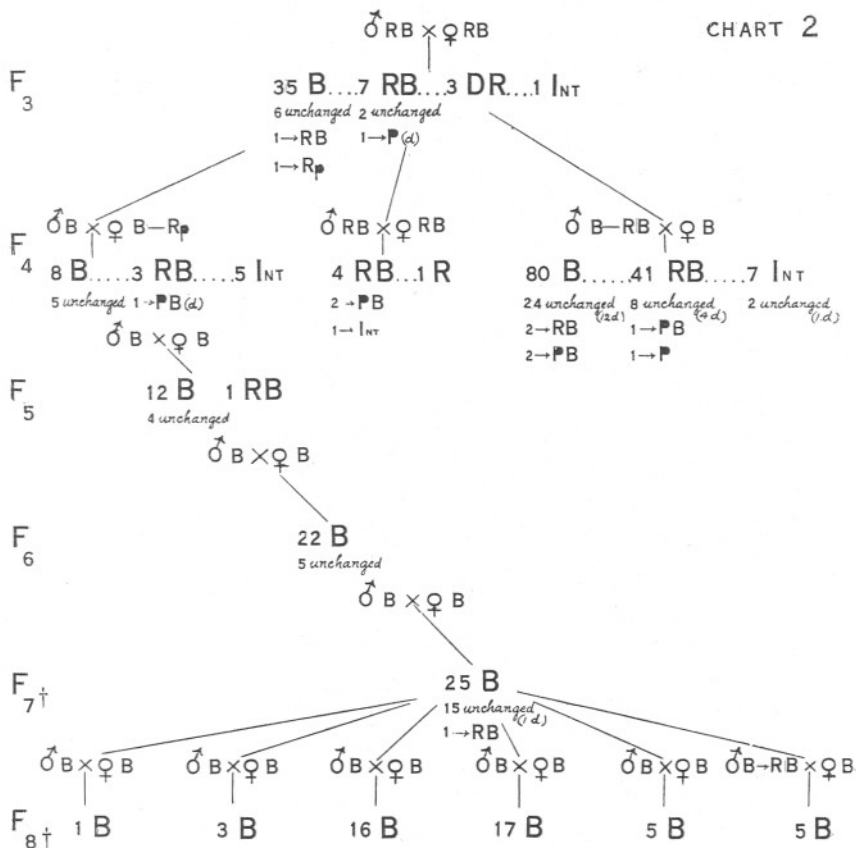 CHART 2
♂ RB × ♀ RB
F3 35 B....7 RB....3 DR....1 INT
6 unchanged 2 unchanged
1→RB 1→P(d)
1→Rp
♂ B × ♀ B—Rp ♂ RB × ♀ RB ♂ B—RB × ♀ B
F4 8 B.....3 RB.....5 INT 4 RB...1 R 80 B......41 RB......7 INT
5 unchanged 1→PB(d) 2→PB 24 unchanged (12d) 8 unchanged (4d) 2 unchanged (1.d)
1→INT 2→RB 1→PB
2→PB 1→P
♂ B × ♀ B
F5 12 B 1 RB
4 unchanged
♂ B × ♀ B
F6 22 B
5 unchanged
♂ B × ♀ B
F7† 25 B
15 unchanged (1d)
1→RB
♂ B × ♀ B ♂ B × ♀ B ♂ B × ♀ B ♂ B × ♀ B ♂ B × ♀ B ♂ B→RB × ♀ B
F8† 1 B 3 B 16 B 17 B 5 B 5 B